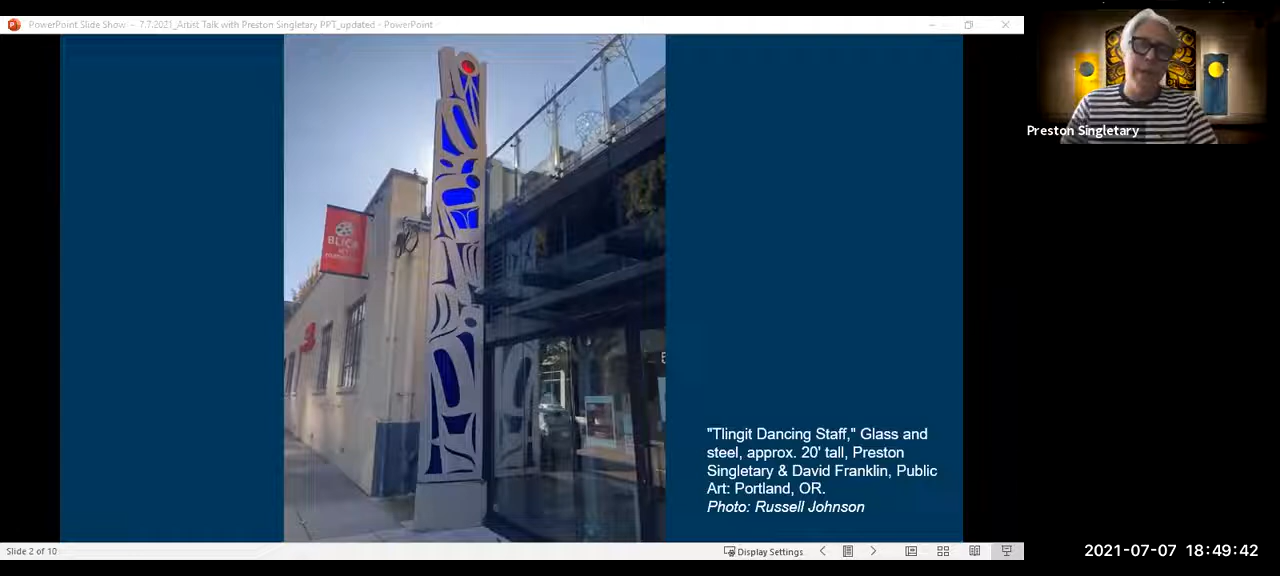 PowerPoint Slide Show - 7.7.2021_Artist Talk with Preston Singletary PPT_updated - PowerPoint
Preston Singletary
BLICK
"Tlingit Dancing Staff," Glass and
steel, approx. 20' tall, Preston
Singletary & David Franklin, Public
Art: Portland, OR.
Photo: Russell Johnson
Slide 2 of 10
Display Settings
2021-07-07 18:49:42